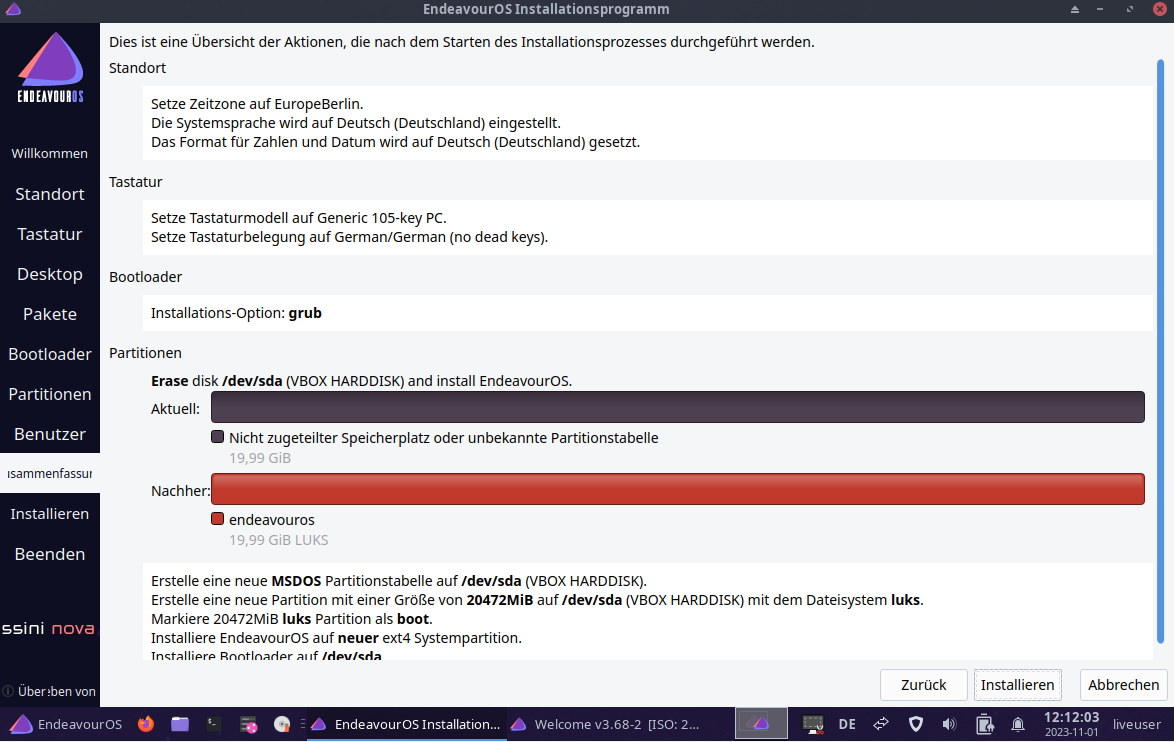 EndeavourOS Installationsprogramm
ENDEAVOUROS
Willkommen
Standort
Tastatur
Desktop
Pakete
Bootloader
Partitionen
Benutzer
usammenfassur
Installieren
Beenden
ssini nova
Über
ben von
Dies ist eine Übersicht der Aktionen, die nach dem Starten des Installationsprozesses durchgeführt werden.
Standort
Setze Zeitzone auf EuropeBerlin.
Die Systemsprache wird auf Deutsch (Deutschland) eingestellt.
Das Format für Zahlen und Datum wird auf Deutsch (Deutschland) gesetzt.
Tastatur
Setze Tastaturmodell auf Generic 105-key PC.
Setze Tastaturbelegung auf German/German (no dead keys).
Bootloader
Installations-Option: grub
Partitionen
Erase disk /dev/sda (VBOX HARDDISK) and install EndeavourOS.
Aktuell:
Nicht zugeteilter Speicherplatz oder unbekannte Partitionstabelle
19,99 GiB
Nachher:
endeavouros
19,99 GiB LUKS
Erstelle eine neue MSDOS Partitionstabelle auf /dev/sda (VBOX HARDDISK).
Erstelle eine neue Partition mit einer Größe von 20472MiB auf /dev/sda (VBOX HARDDISK) mit dem Dateisystem luks.
Markiere 20472MiB luks Partition als boot.
Installiere EndeavourOS auf neuer ext4 Systempartition.
Installiere Bootloader auf /dev/sda
Zurück
Installieren
Abbrechen
EndeavourOS
EndeavourOS Installation...
Welcome v3.68-2 [ISO: 2...
DE
12:12:03
2023-11-01
liveuser